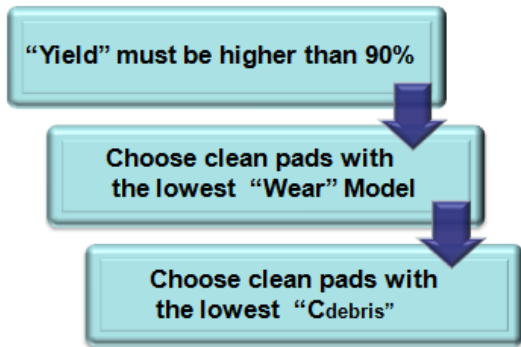 “Yield” must be higher than 90%
Choose clean pads with
the lowest “Wear” Model
Choose clean pads with
the lowest “Cdebris”